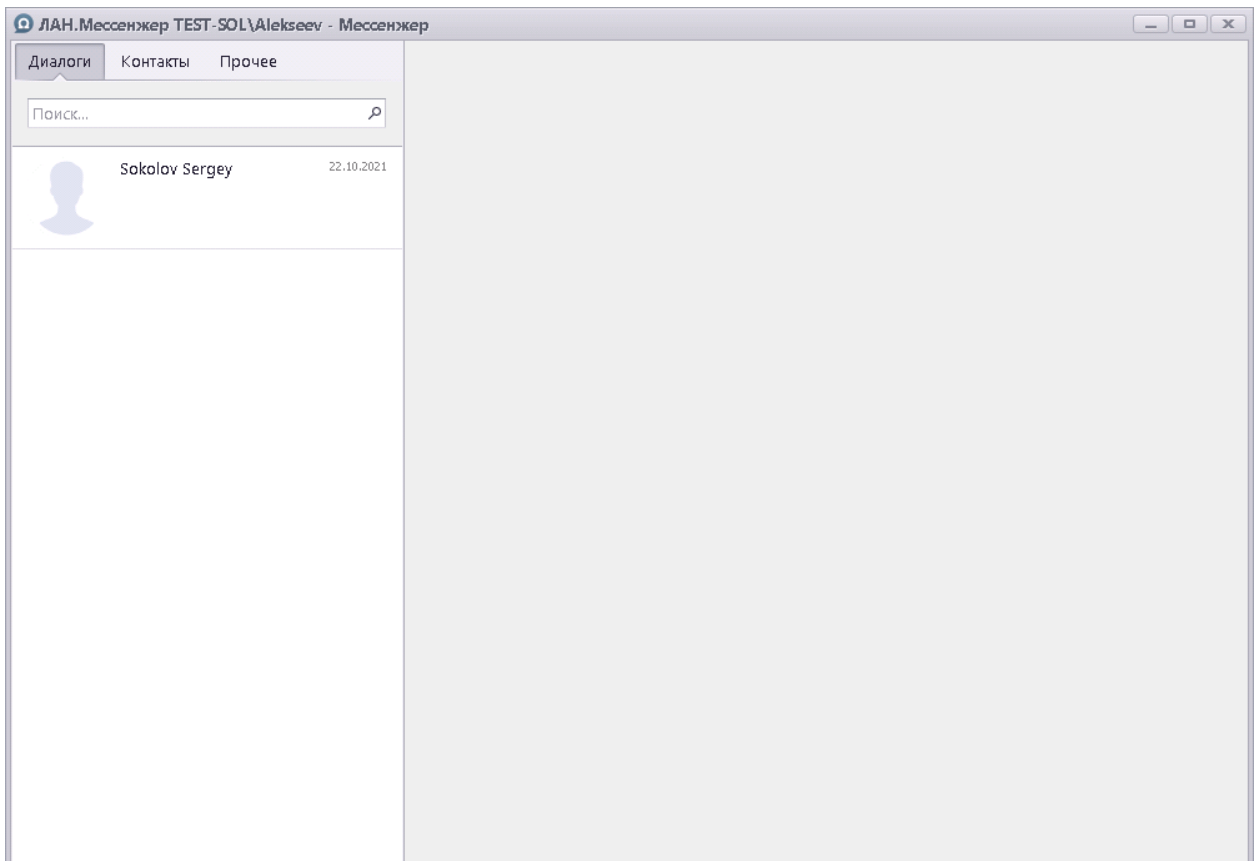 ЛАН.Мессенжер TEST-SOL\Alekseev - Мессенжер
Диалоги Контакты Прочее
Поиск...
Sokolov Sergey 22.10.2021